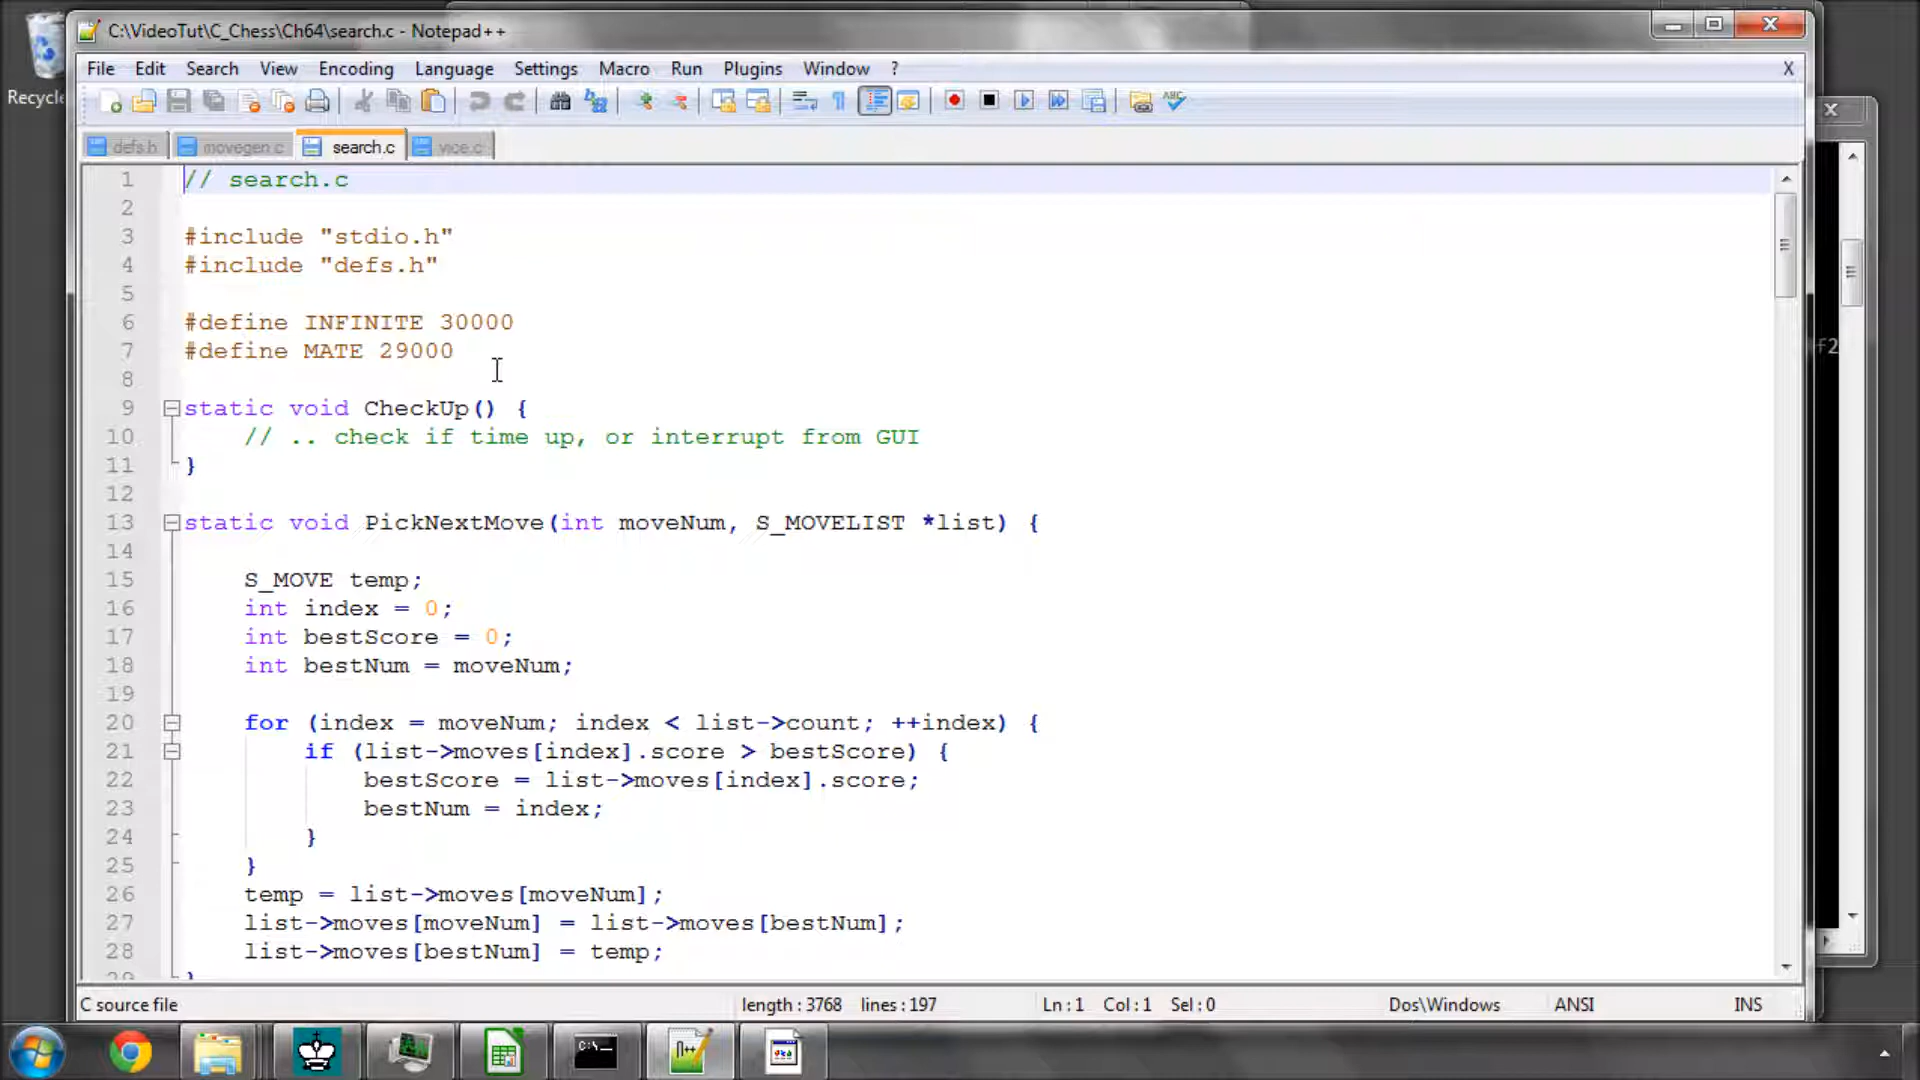 C:\VideoTut\C_Chess\Ch64\search.c - Notepad++
File Edit Search View Encoding Language Settings Macro Run Plugins Window ? X
Recycle
defs.h movegen.c search.c vice.c
1 // search.c
2
3 #include "stdio.h"
4 #include "defs.h"
5
6 #define INFINITE 30000
7 #define MATE 29000
8
9 static void CheckUp() {
10 // .. check if time up, or interrupt from GUI
11 }
12
13 static void PickNextMove(int moveNum, S_MOVELIST *list) {
14
15 S_MOVE temp;
16 int index = 0;
17 int bestScore = 0;
18 int bestNum = moveNum;
19
20 for (index = moveNum; index < list->count; ++index) {
21 if (list->moves[index].score > bestScore) {
22 bestScore = list->moves[index].score;
23 bestNum = index;
24 }
25 }
26 temp = list->moves[moveNum];
27 list->moves[moveNum] = list->moves[bestNum];
28 list->moves[bestNum] = temp;
29 }
f2
C source file length : 3768 lines : 197 Ln : 1 Col : 1 Sel : 0 Dos\Windows ANSI INS